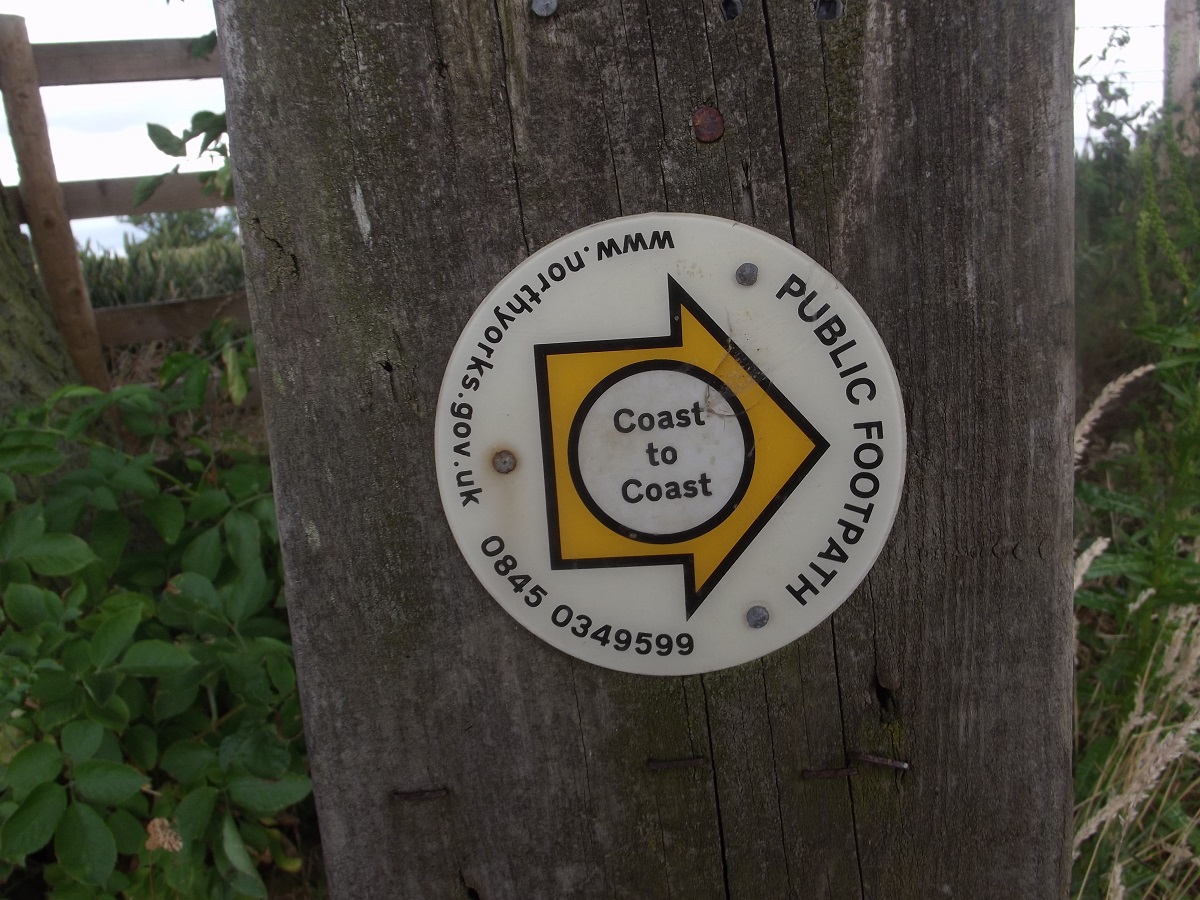 PUBLIC FOOTPATH
Coast
to
Coast
www.northyorks.gov.uk
0845 0349599